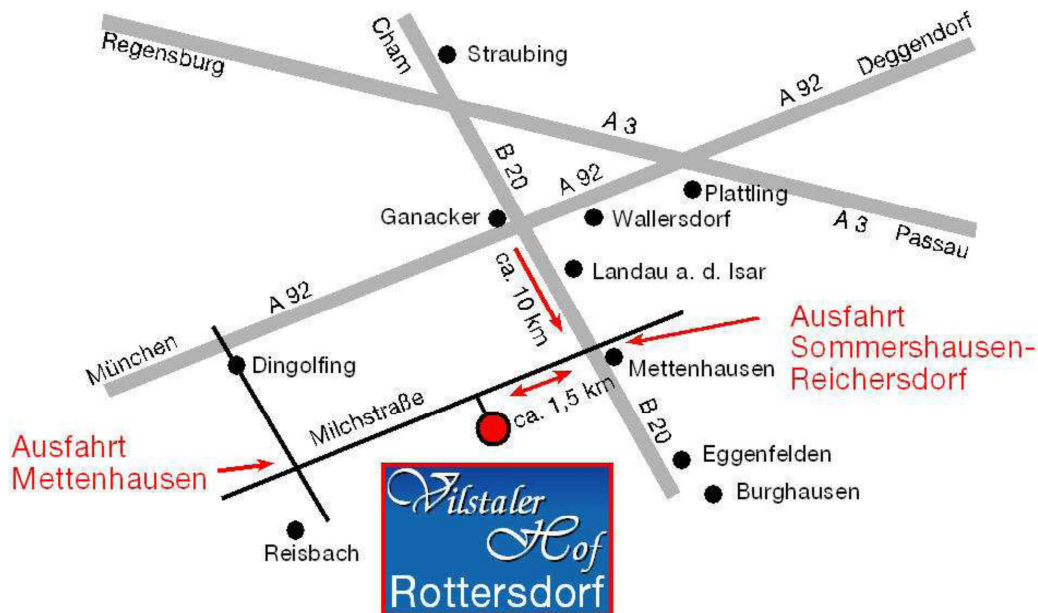 Regensburg
Cham
Straubing
A 92
Deggendorf
A 3
B 20
A 92
Plattling
Ganacker
Wallersdorf
A 3
Passau
ca. 10 km
Landau a. d. Isar
A 92
München
Dingolfing
Ausfahrt
Sommershausen-
Reichersdorf
Mettenhausen
Milchstraße
ca. 1,5 km
B 20
Ausfahrt
Mettenhausen
Eggenfelden
Burghausen
Reisbach
Vilstaler
Hof
Rottersdorf